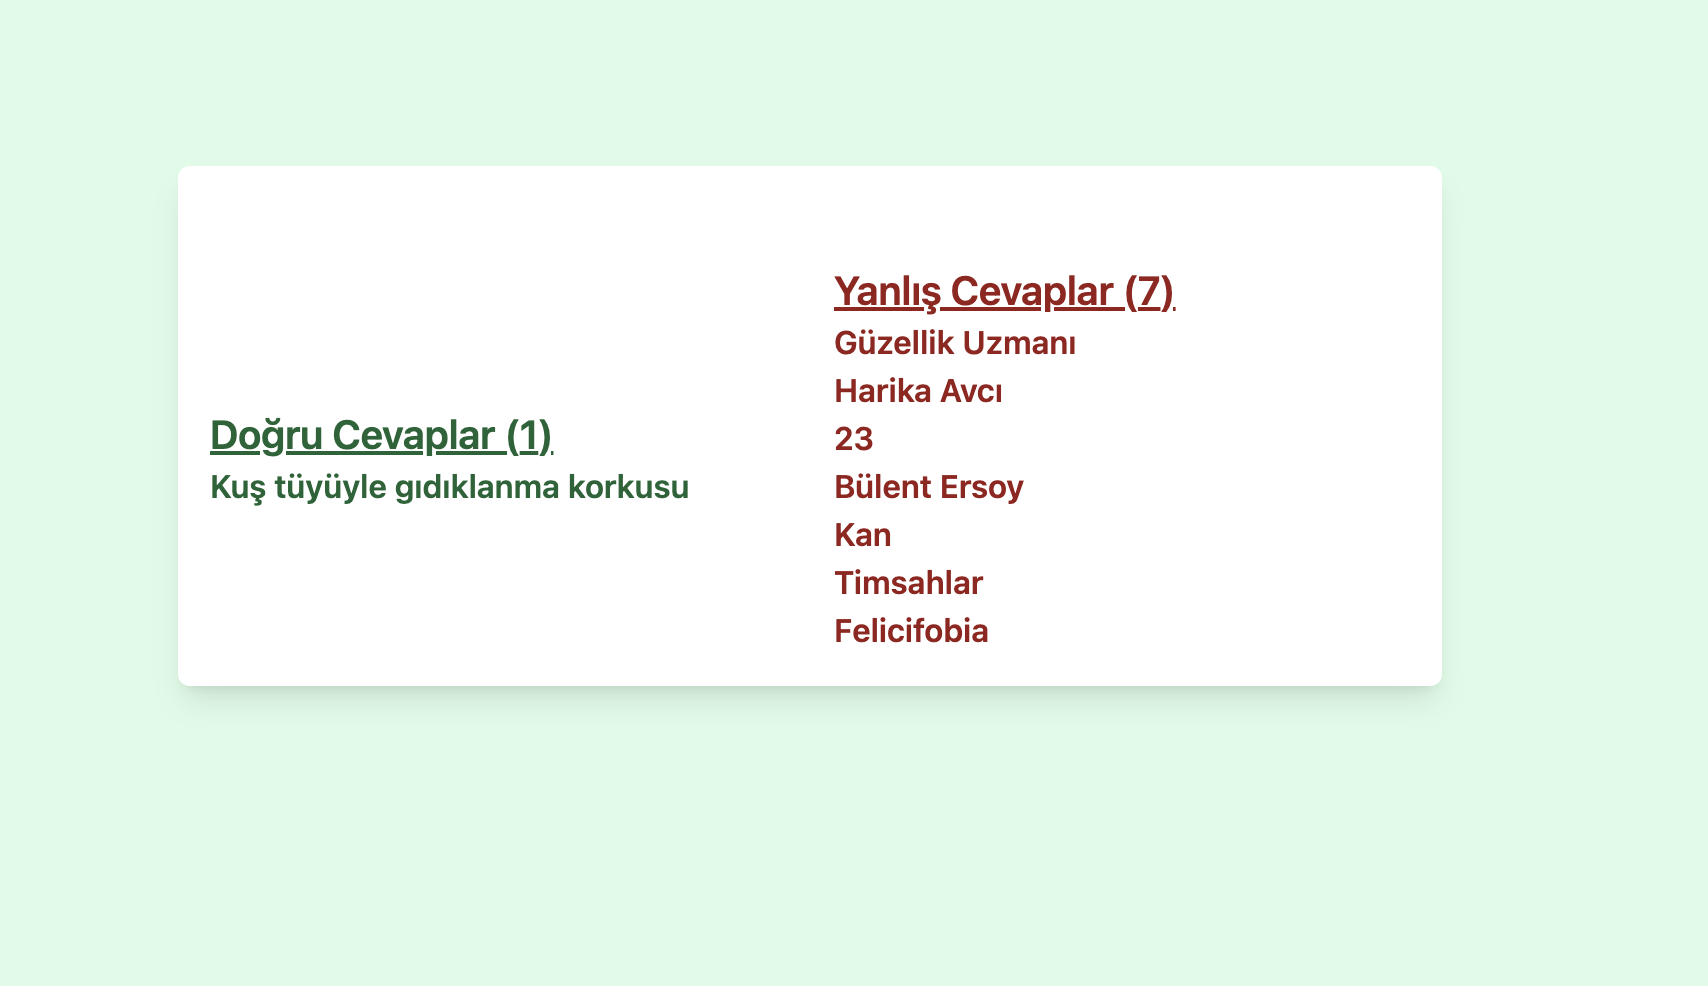 Doğru Cevaplar (1)
Kuş tüyüyle gıdıklanma korkusu
Yanlış Cevaplar (7)
Güzellik Uzmanı
Harika Avcı
23
Bülent Ersoy
Kan
Timsahlar
Felicifobia